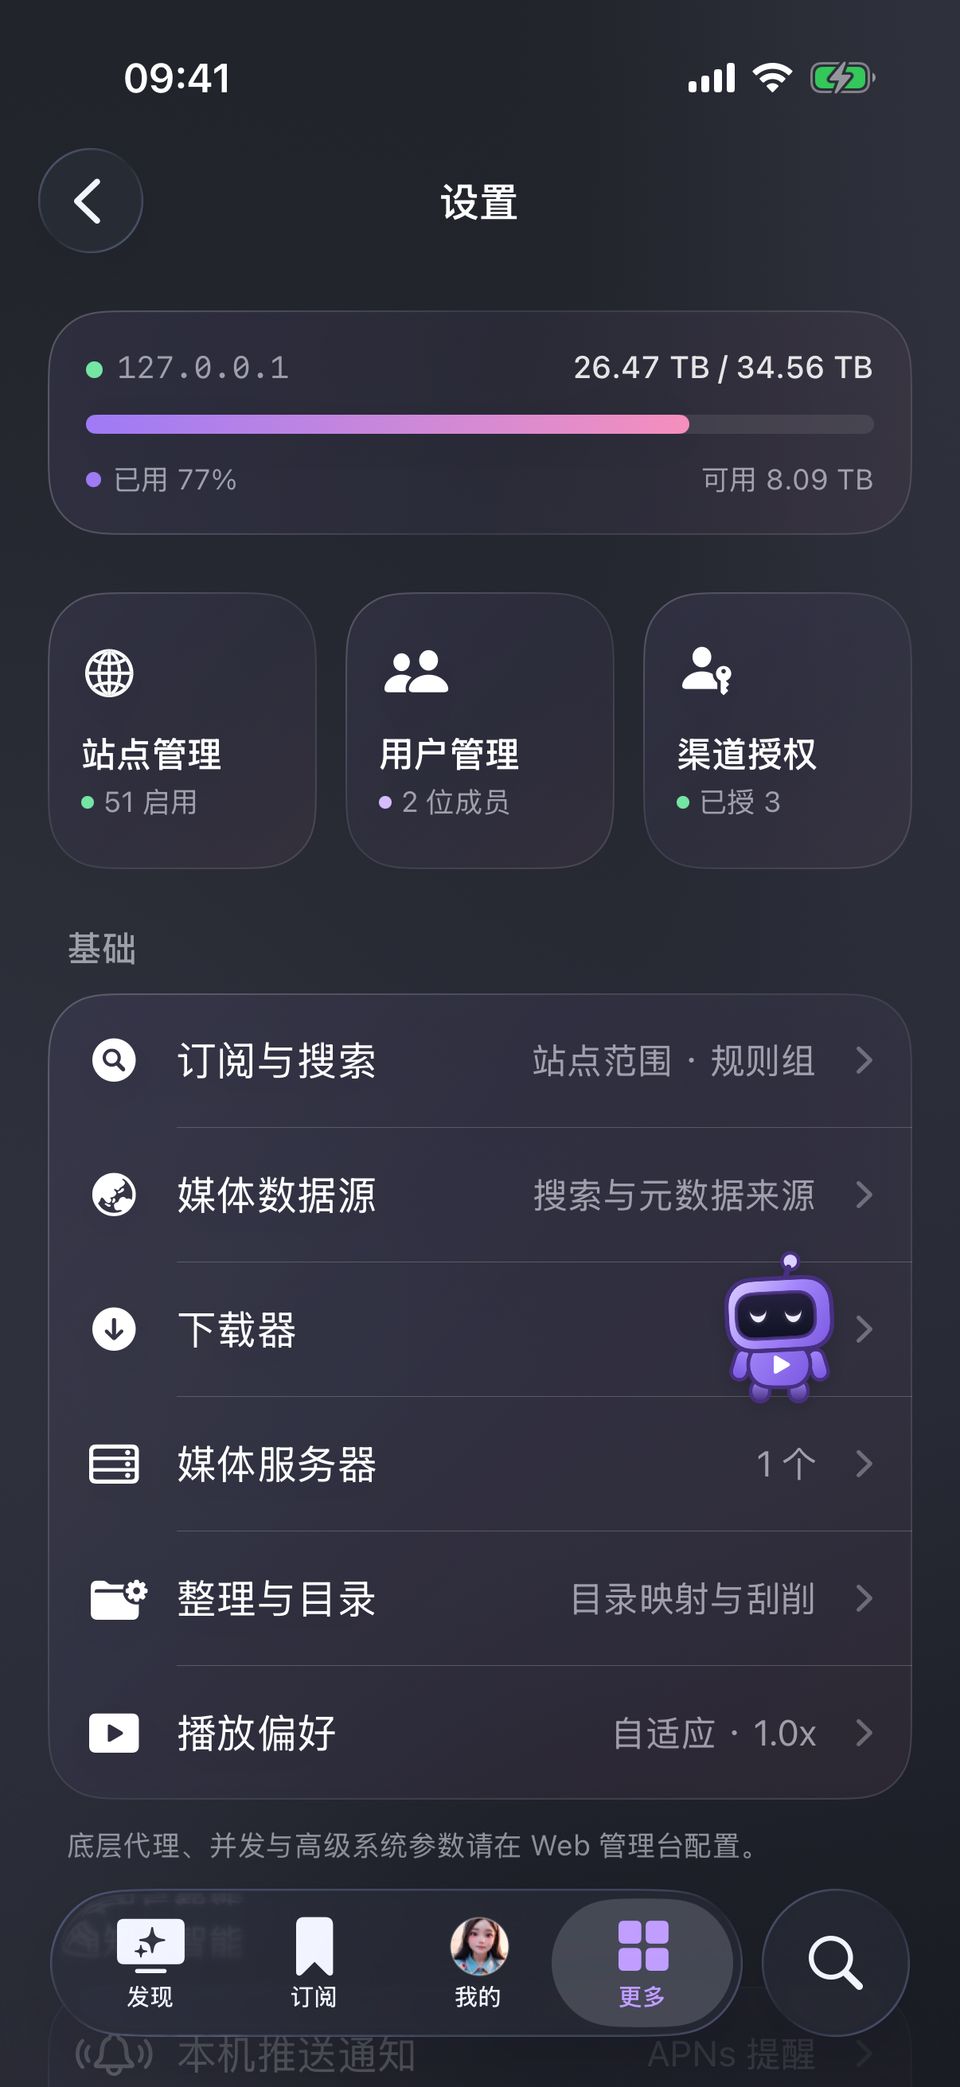 09:41
设置
127.0.0.1
26.47 TB / 34.56 TB
已用 77%
可用 8.09 TB
站点管理
51 启用
用户管理
2 位成员
渠道授权
已授 3
基础
订阅与搜索
站点范围 · 规则组
媒体数据源
搜索与元数据来源
下载器
媒体服务器
1 个
整理与目录
目录映射与刮削
播放偏好
自适应 · 1.0x
底层代理、并发与高级系统参数请在 Web 管理台配置。
智能
发现
订阅
我的
更多
本机推送通知
APNs 提醒